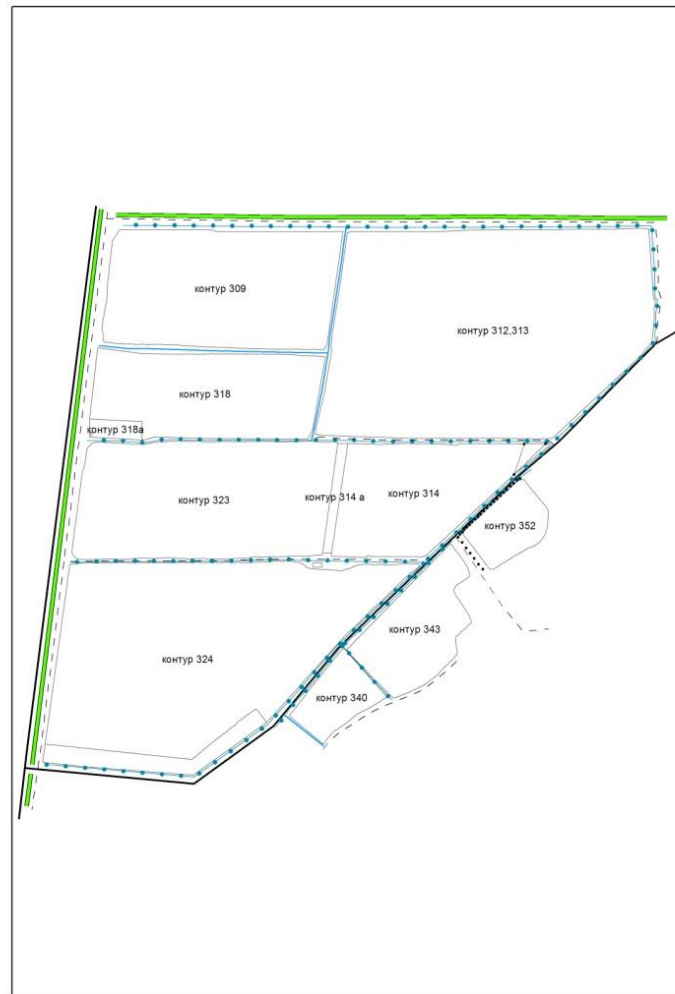 контур 309
контур 312,313
контур 318
контур 318а
контур 323
контур 314 а
контур 314
контур 352
контур 343
контур 324
контур 340